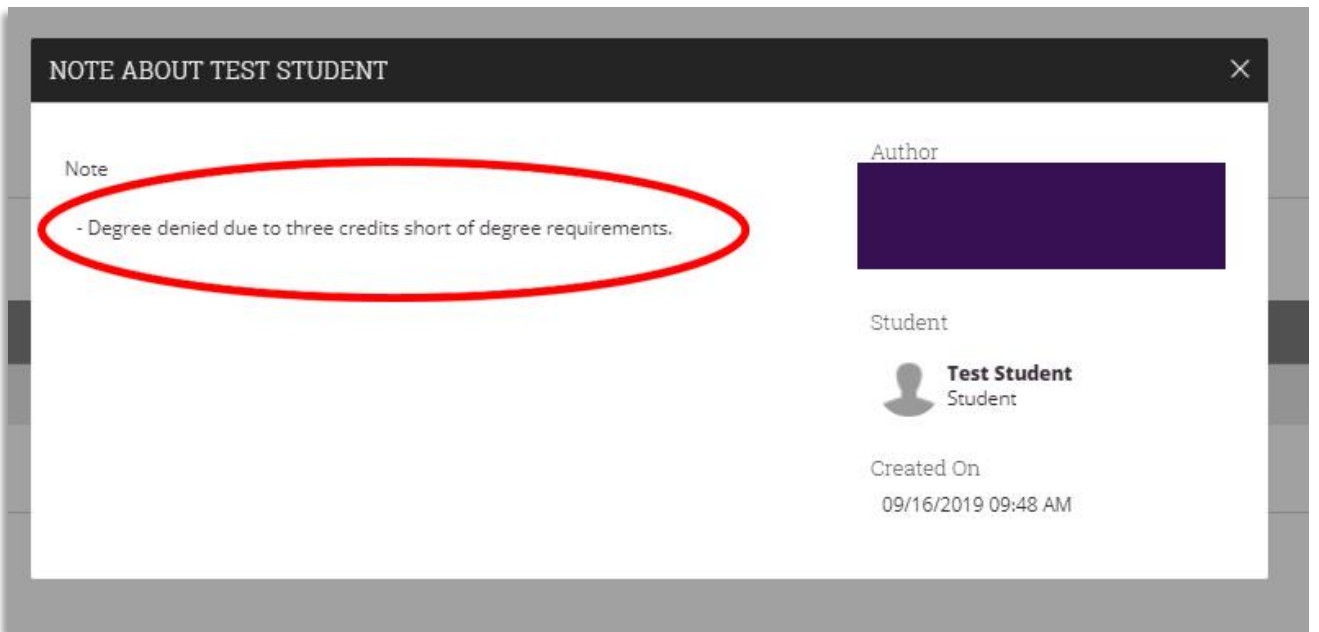 NOTE ABOUT TEST STUDENT
Note
- Degree denied due to three credits short of degree requirements.
Author
Student
Test Student
Student
Created On
09/16/2019 09:48 AM